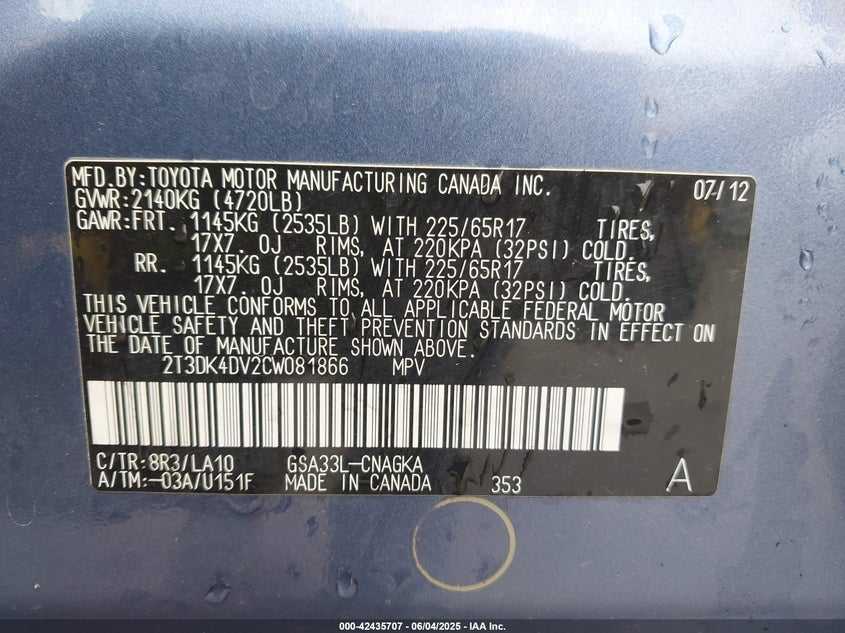 MFD.BY:TOYOTA MOTOR MANUFACTURING CANADA INC. 07/12
GVWR:2140KG (4720LB)
GAWR:FRT. 1145KG (2535LB) WITH 225/65R17 TIRES,
17X7.0J RIMS, AT 220KPA (32PSI) COLD.
RR. 1145KG (2535LB) WITH 225/65R17 TIRES,
17X7.0J RIMS, AT 220KPA (32PSI) COLD.
THIS VEHICLE CONFORMS TO ALL APPLICABLE FEDERAL MOTOR
VEHICLE SAFETY AND THEFT PREVENTION STANDARDS IN EFFECT ON
THE DATE OF MANUFACTURE SHOWN ABOVE.
2T3DK4DV2CW081866 MPV
C/TR:8R3/LA10 GSA33L-CNAGKA
A/TM:-03A/U151F MADE IN CANADA 353 A
000-42435707 - 06/04/2025 - IAA Inc.